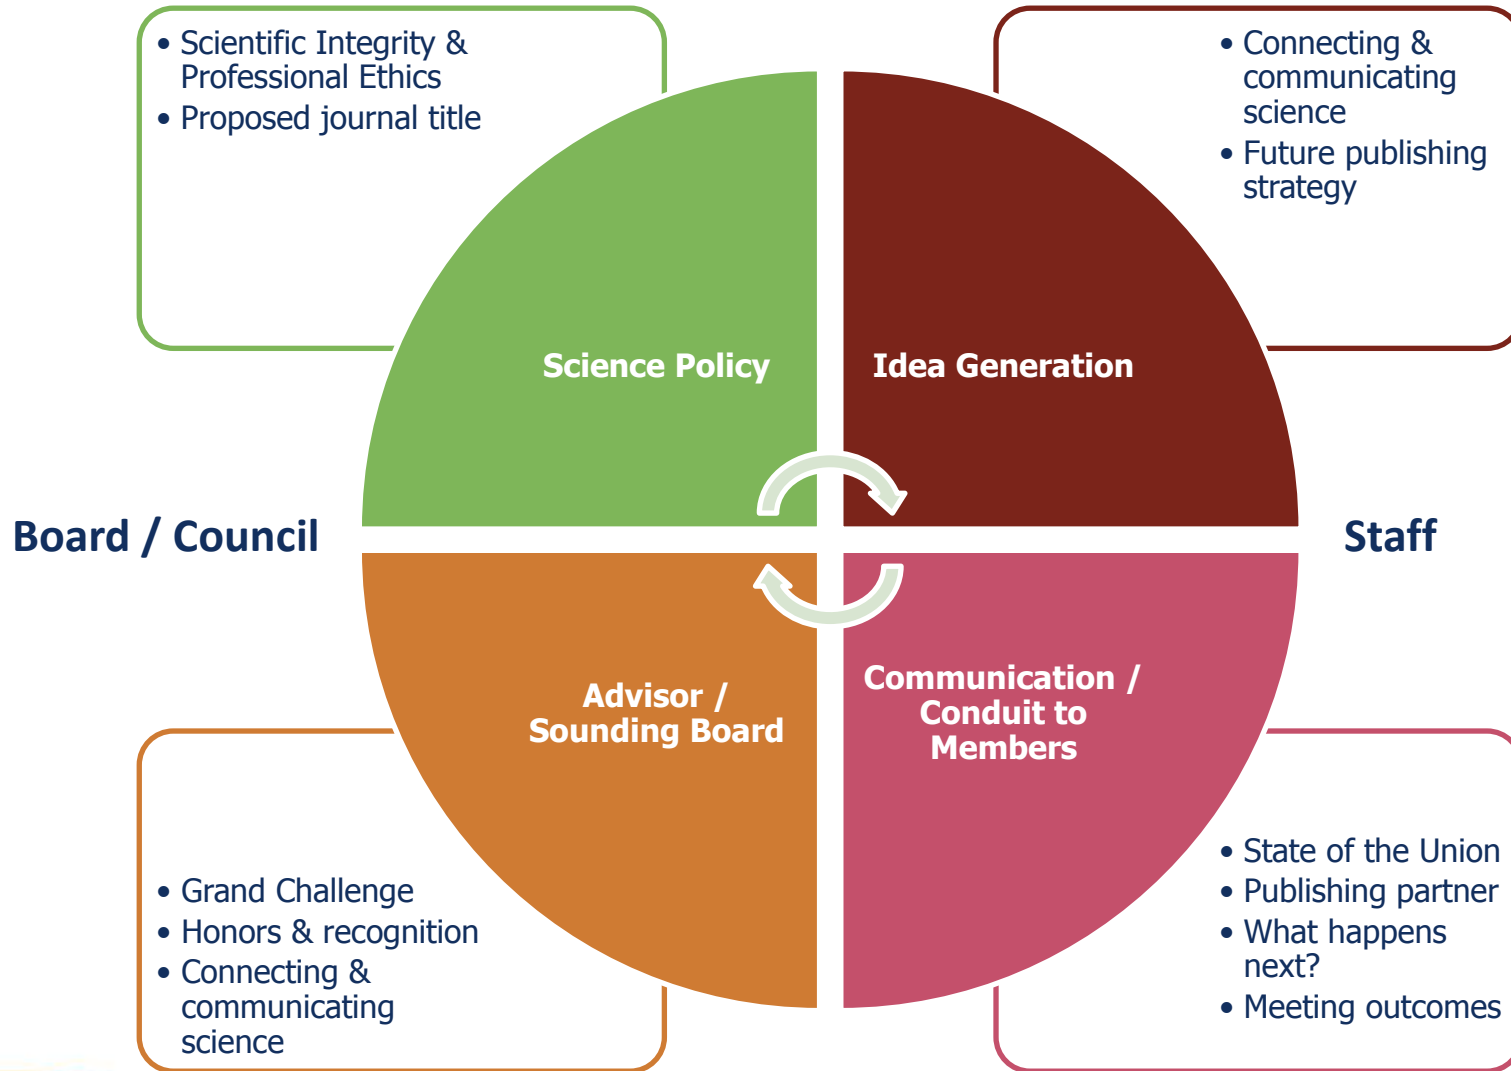 • Scientific Integrity &
Professional Ethics
• Proposed journal title
• Connecting &
communicating
science
• Future publishing
strategy
Science Policy
Idea Generation
Board / Council
Staff
Advisor /
Sounding Board
Communication /
Conduit to
Members
• Grand Challenge
• Honors & recognition
• Connecting &
communicating
science
• State of the Union
• Publishing partner
• What happens
next?
• Meeting outcomes